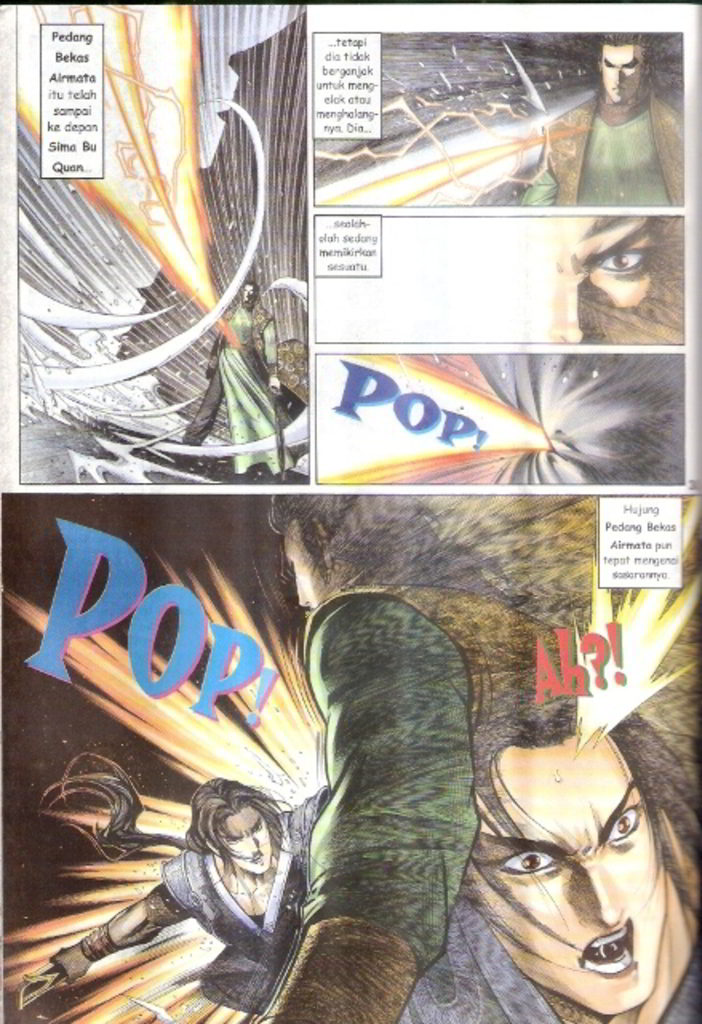 Pedang
Bekas
Airmata
itu telah
sampai
ke depan
Sima Bu
Quan...
...tetapi
dia tidak
berganjak
untuk meng-
elak atau
menghalang-
nya. Dia...
...seolah-
olah sedang
memikirkan
sesuatu.
POP!
Hujung
Pedang Bekas
Airmata pun
tepat mengenai
sasarannya.
POP!
Ah?!